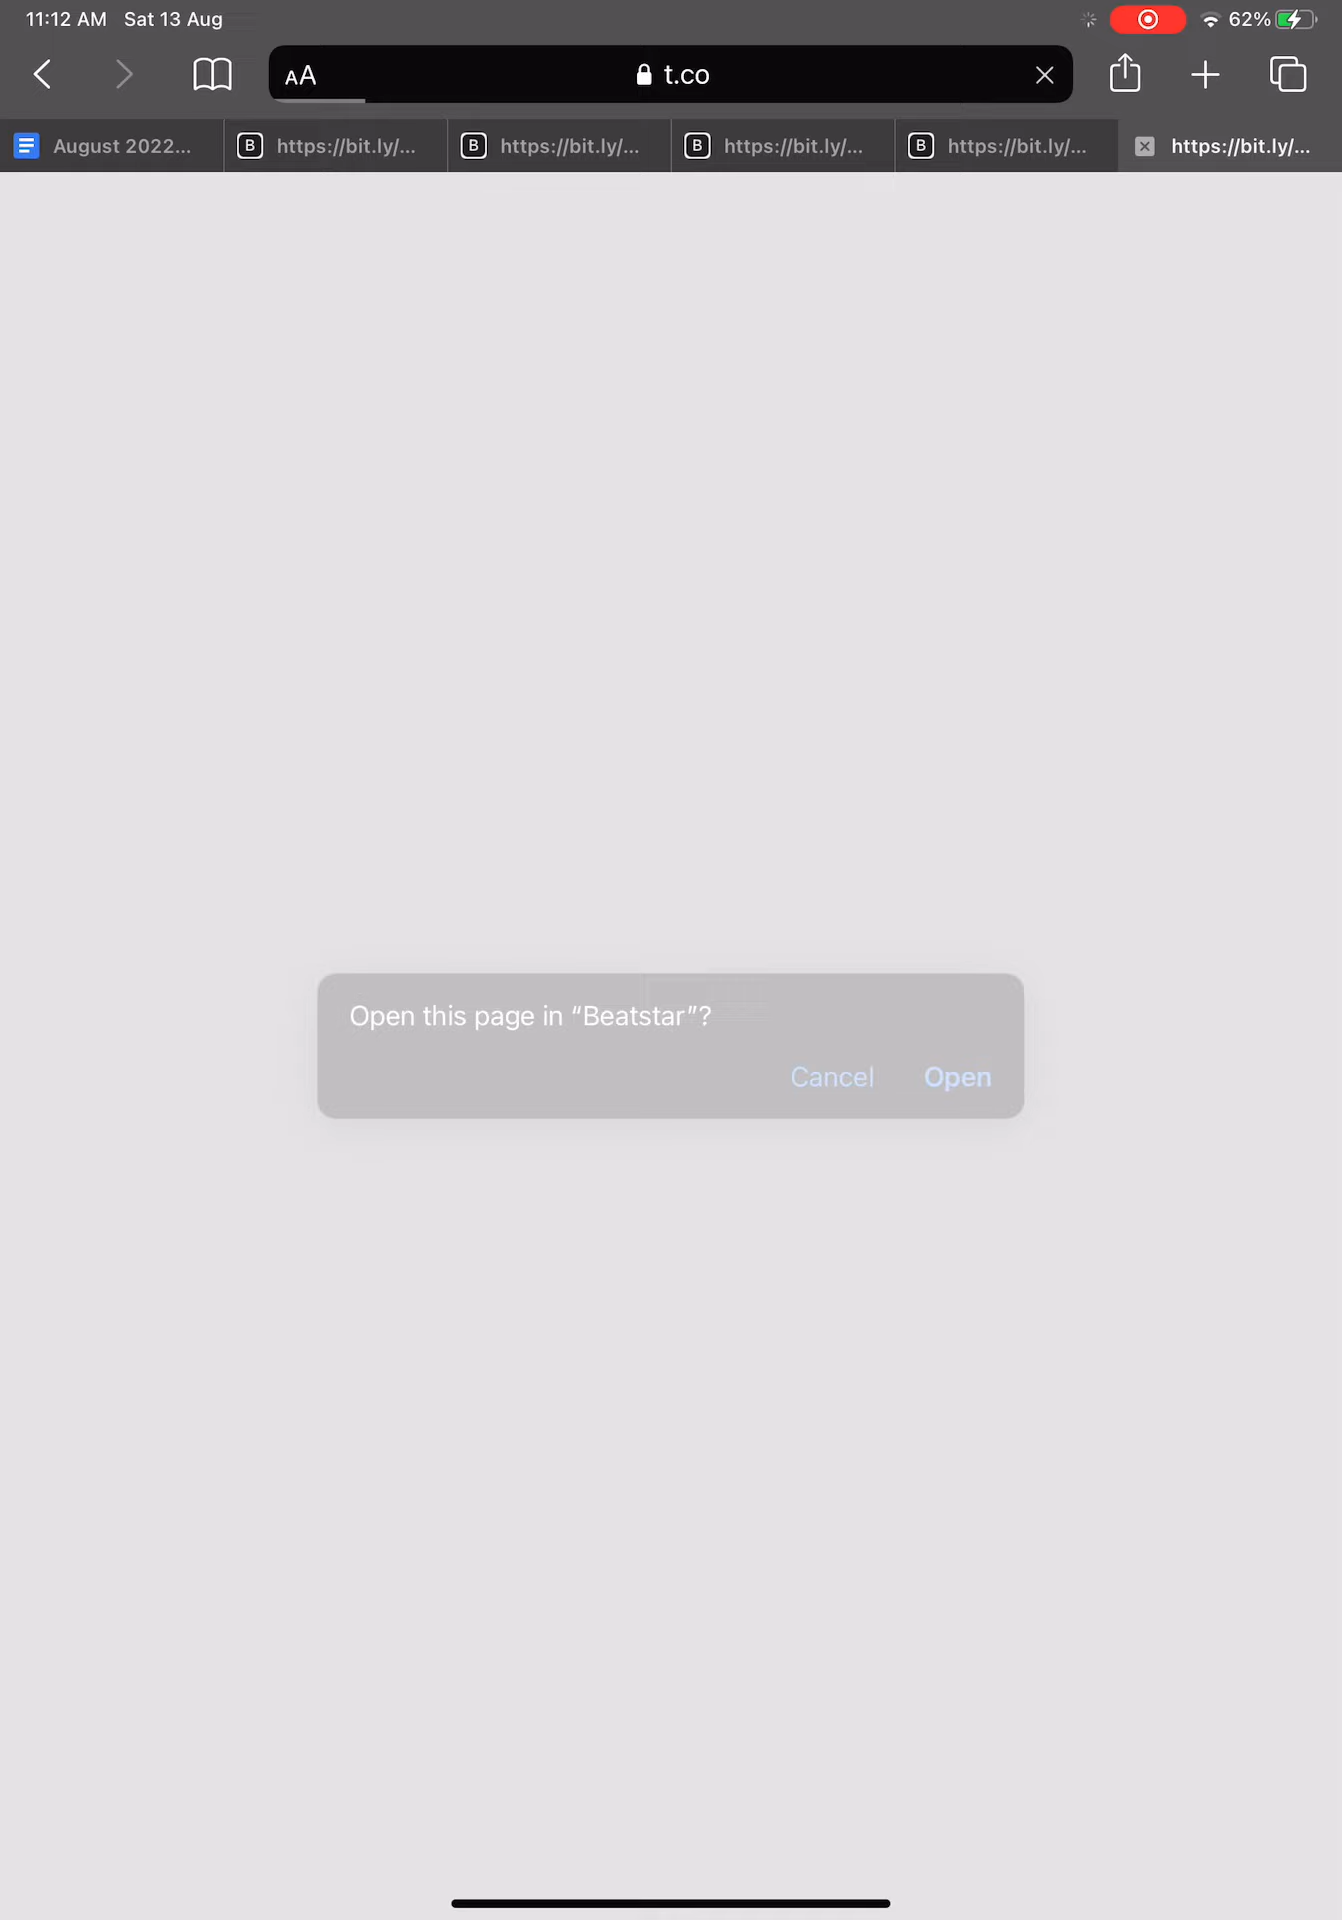 11:12 AM Sat 13 Aug 62%
AA t.co
August 2022... B https://bit.ly/... B https://bit.ly/... B https://bit.ly/... B https://bit.ly/... https://bit.ly/...
Open this page in “Beatstar”?
Cancel Open